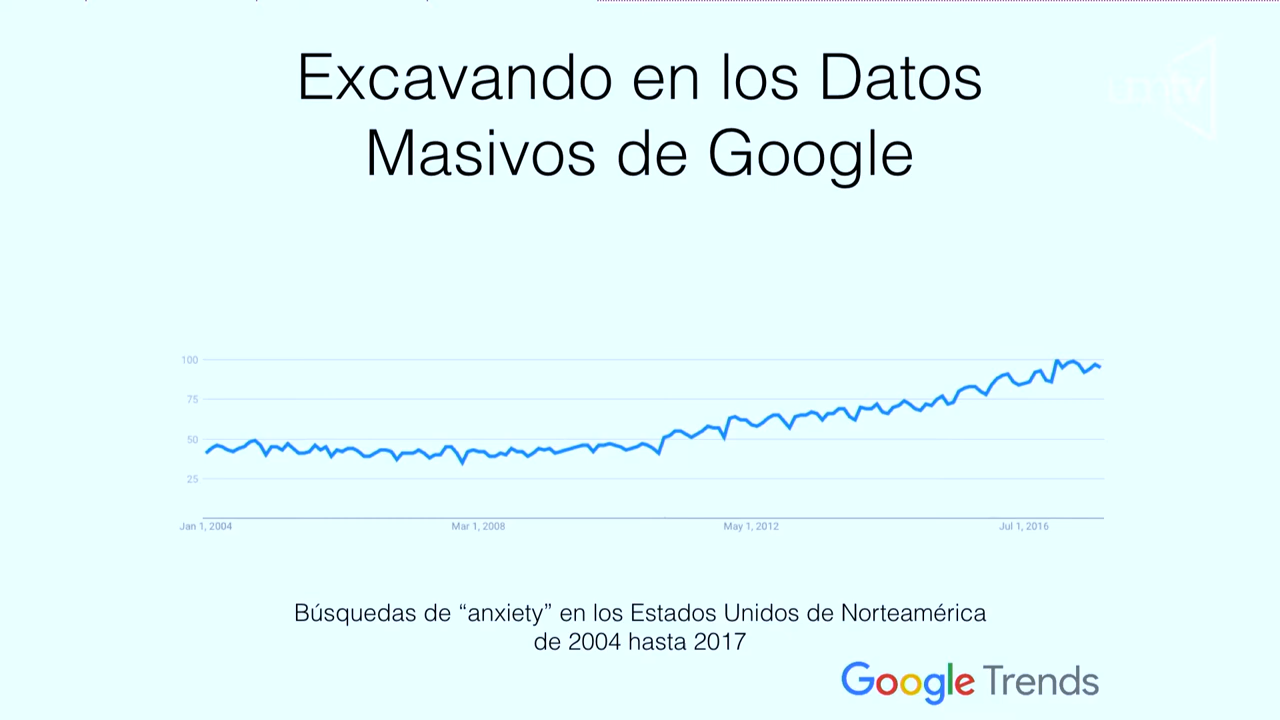 Excavando en los Datos
Masivos de Google
100
75
50
25
Jan 1, 2004
Mar 1, 2008
May 1, 2012
Jul 1, 2016
Búsquedas de “anxiety” en los Estados Unidos de Norteamérica
de 2004 hasta 2017
Google Trends